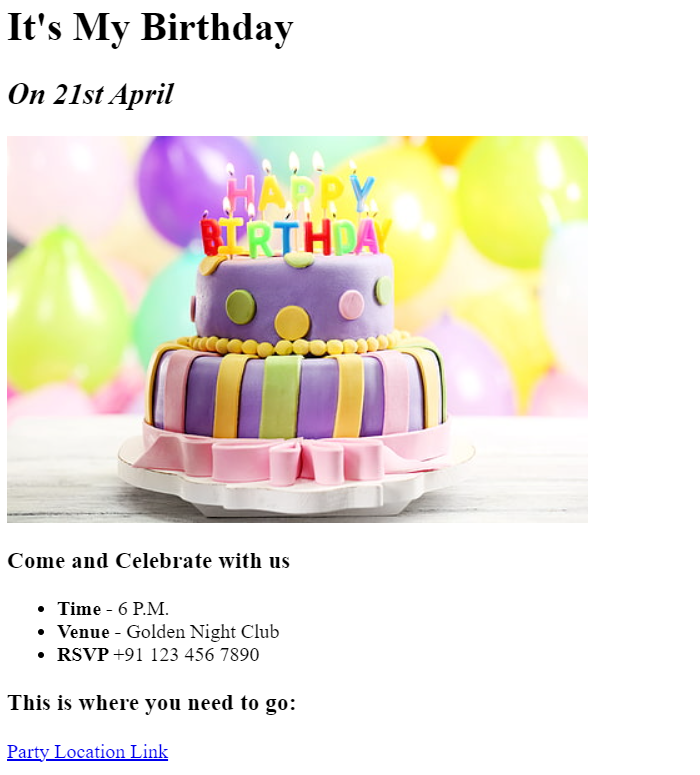 It's My Birthday
On 21st April
HAPPY
BIRTHDAY
Come and Celebrate with us
Time - 6 P.M.
Venue - Golden Night Club
RSVP +91 123 456 7890
This is where you need to go:
Party Location Link